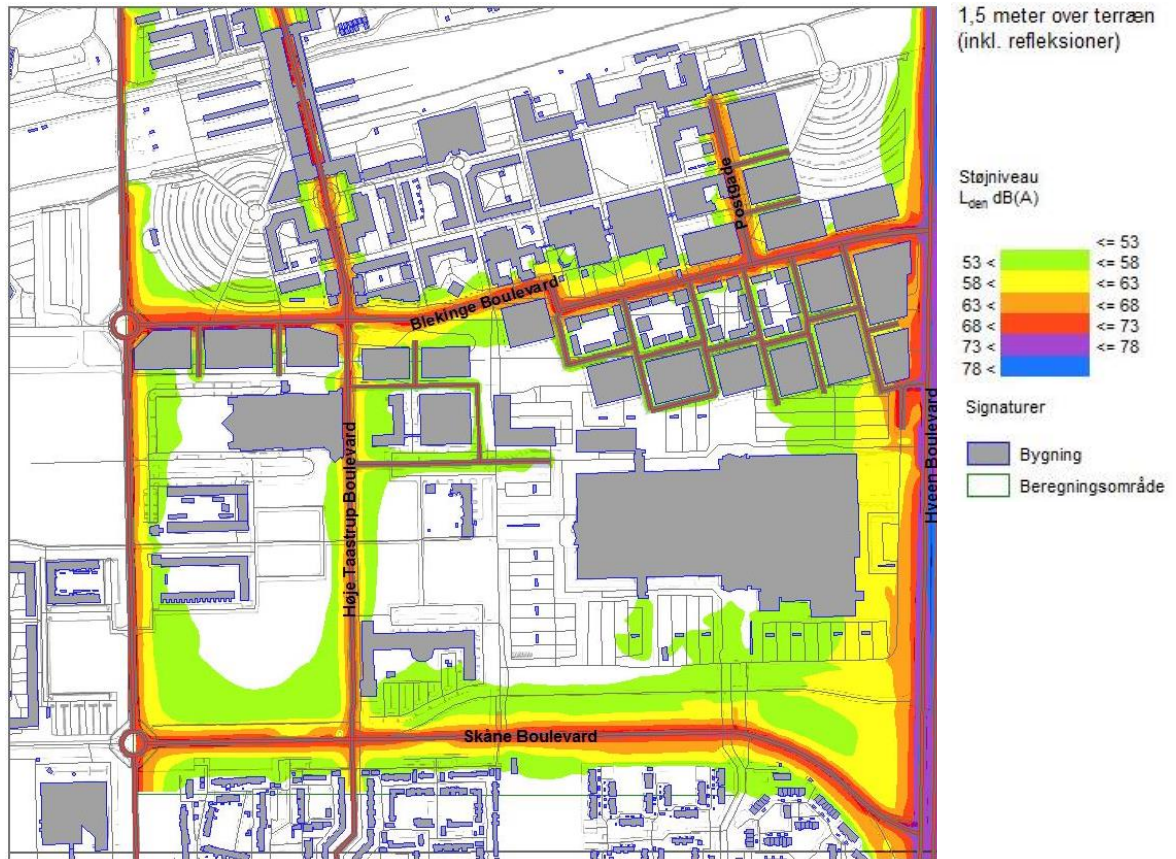 1,5 meter over terræn
(inkl. refleksioner)
Postgade
Blekinge Boulevard
Høje Taastrup Boulevard
Hveen Boulevard
Skåne Boulevard
Støjniveau
Lden dB(A)
<= 53
53 < <= 58
58 < <= 63
63 < <= 68
68 < <= 73
73 < <= 78
78 <
Signaturer
Bygning
Beregningsområde